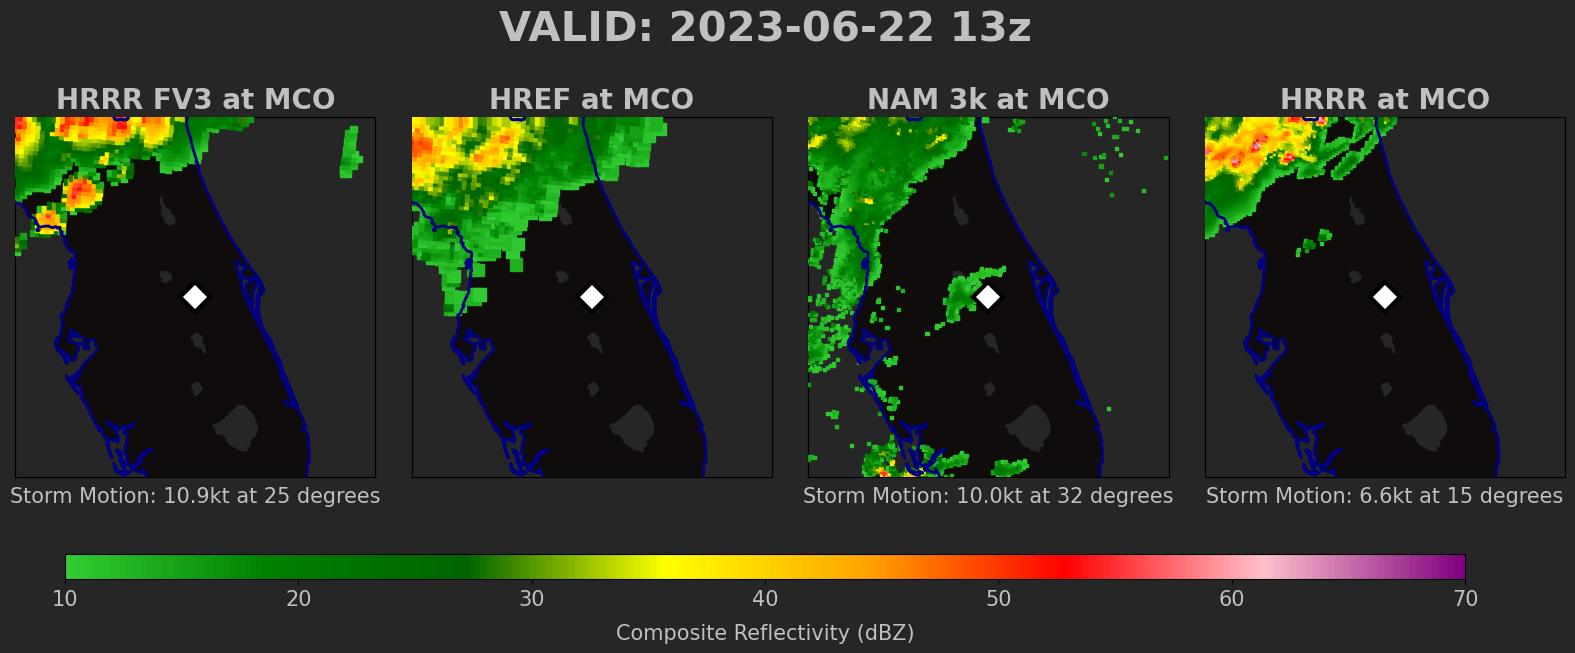 VALID: 2023-06-22 13z
HRRR FV3 at MCO
HREF at MCO
NAM 3k at MCO
HRRR at MCO
Storm Motion: 10.9kt at 25 degrees
Storm Motion: 10.0kt at 32 degrees
Storm Motion: 6.6kt at 15 degrees
10 20 30 40 50 60 70
Composite Reflectivity (dBZ)